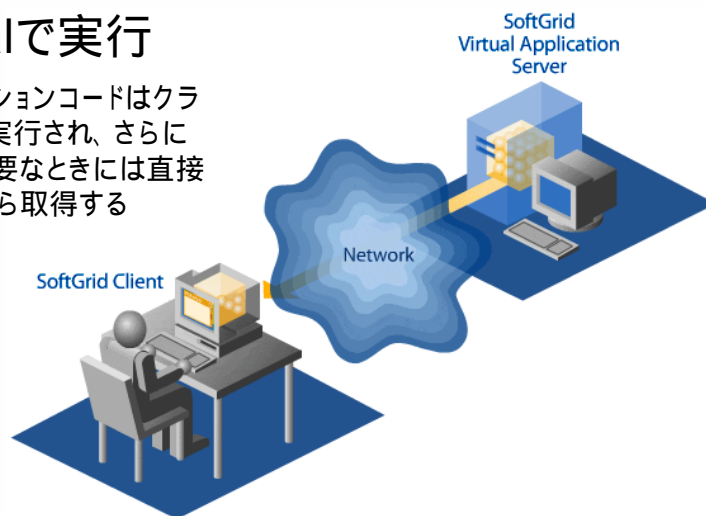 で実行
ションコードはクラ
実行され、さらに
要なときには直接
ら取得する
SoftGrid
Virtual Application
Server
Network
SoftGrid Client